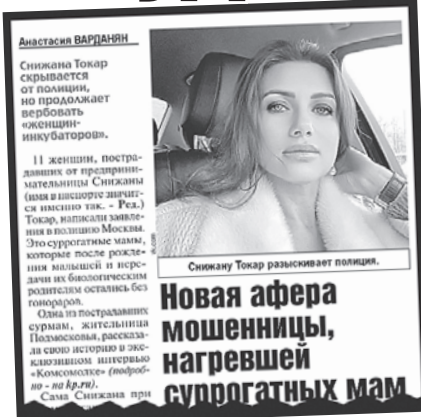 Анастасия ВАРДАНЯН
Снижана Токар
скрывается
от полиции,
но продолжает
вербовать
«женщин-
инкубаторов».
11 женщин, постра-
давших от предприни-
мательницы Снижаны
(имя в паспорте значит-
ся именно так. - Ред.)
Токар, написали заявле-
ния в полицию Москвы.
Это суррогатные мамы,
которые после рожде-
ния малышей и пере-
дачи их биологическим
родителям остались без
гонораров.
Одна из пострадавших
сурмам, жительница
Подмосковья, рассказа-
ла свою историю в экс-
клюзивном интервью
«Комсомолке» (подроб-
но - на kp.ru).
Сама Снижана при
Снижану Токар разыскивает полиция.
Новая афера
мошенницы,
нагревшей
суррогатных мам